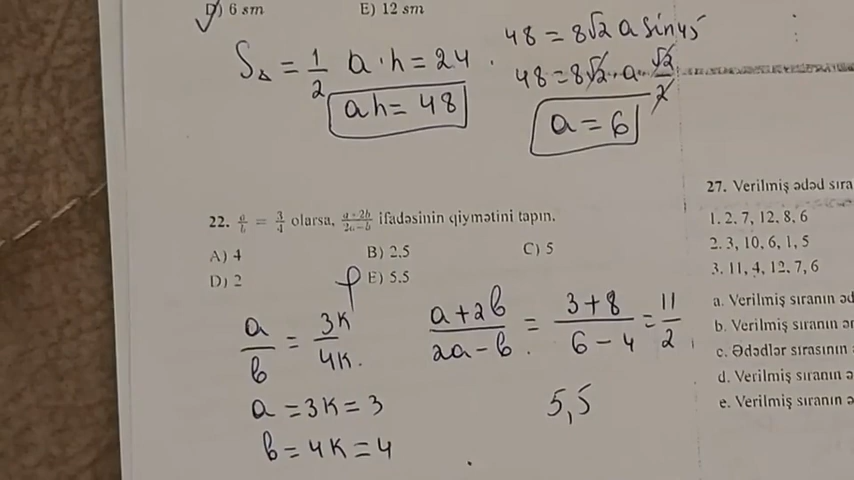 D) 6 sm E) 12 sm
S△ = 1/2 a·h = 24
ah = 48
48 = 8√2 a sin45
48 = 8√2·a·√2/2
a = 6
22. a/b = 3/4 olarsa, (a+2b)/(2a-b) ifadəsinin qiymətini tapın.
A) 4 B) 2.5 C) 5
D) 2 E) 5.5
a/b = 3K/4K
a = 3K = 3
b = 4K = 4
(a+2b)/(2a-b) = (3+8)/(6-4) = 11/2
5,5
27. Verilmiş ədəd sıra
1. 2, 7, 12, 8, 6
2. 3, 10, 6, 1, 5
3. 11, 4, 12, 7, 6
a. Verilmiş sıranın əd
b. Verilmiş sıranın ər
c. Ədədlər sırasının
d. Verilmiş sıranın ə
e. Verilmiş sıranın ə